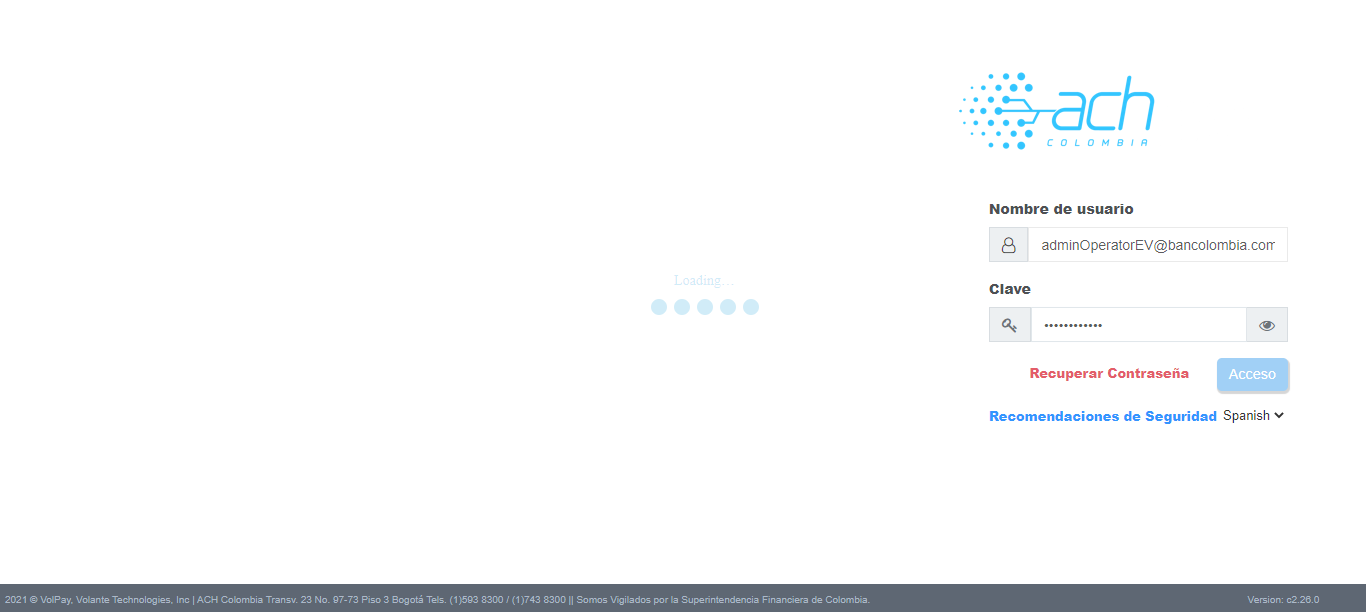 ach
COLOMBIA
Nombre de usuario
adminOperatorEV@bancolombia.com
Clave
••••••••••••
Loading...
Recuperar Contraseña
Acceso
Recomendaciones de Seguridad Spanish
2021 © VolPay, Volante Technologies, Inc | ACH Colombia Transv. 23 No. 97-73 Piso 3 Bogotá Tels. (1)593 8300 / (1)743 8300 || Somos Vigilados por la Superintendencia Financiera de Colombia. Version: c2.26.0